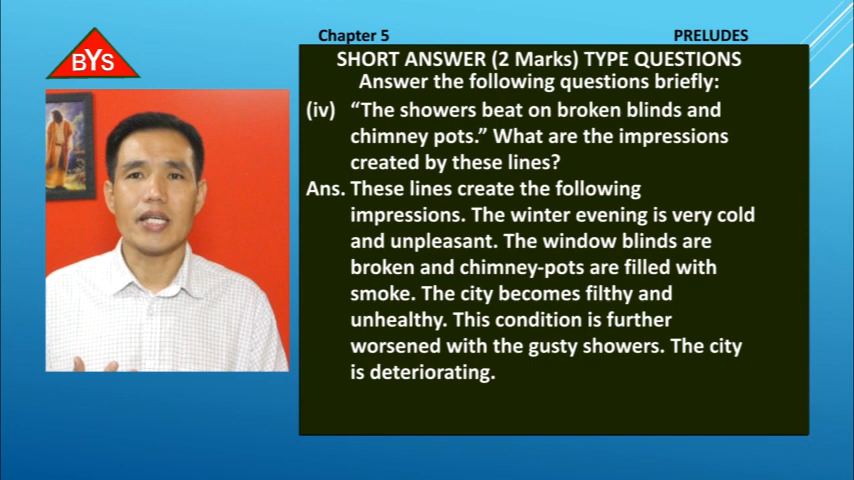 Chapter 5 PRELUDES
BYS
SHORT ANSWER (2 Marks) TYPE QUESTIONS
Answer the following questions briefly:
(iv) “The showers beat on broken blinds and
chimney pots.” What are the impressions
created by these lines?
Ans. These lines create the following
impressions. The winter evening is very cold
and unpleasant. The window blinds are
broken and chimney-pots are filled with
smoke. The city becomes filthy and
unhealthy. This condition is further
worsened with the gusty showers. The city
is deteriorating.